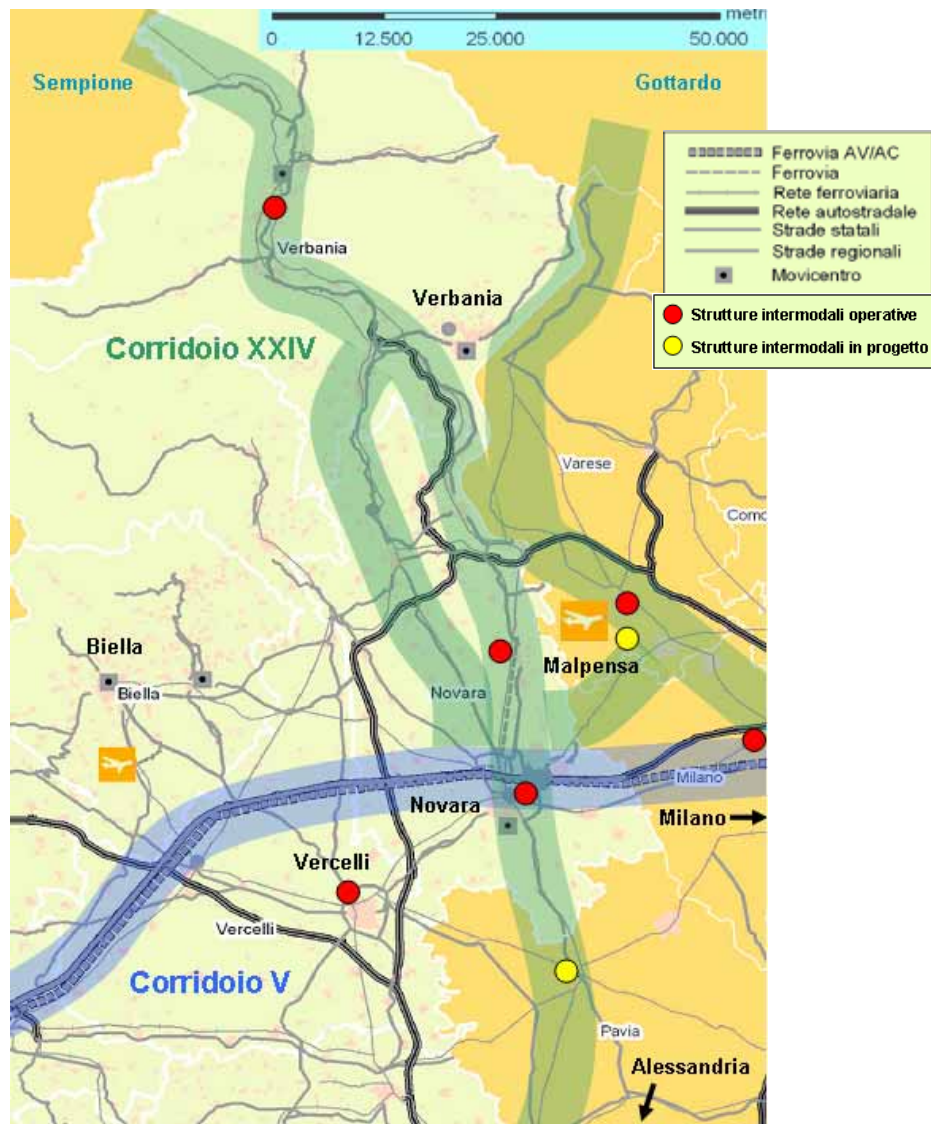 metri
0 12.500 25.000 50.000
Sempione
Gottardo
Ferrovia AV/AC
Ferrovia
Rete ferroviaria
Rete autostradale
Strade statali
Strade regionali
Movicentro
Strutture intermodali operative
Strutture intermodali in progetto
Verbania
Verbania
Corridoio XXIV
Varese
Como
Biella
Biella
Malpensa
Novara
Milano
Novara
Milano
Vercelli
Vercelli
Corridoio V
Pavia
Alessandria